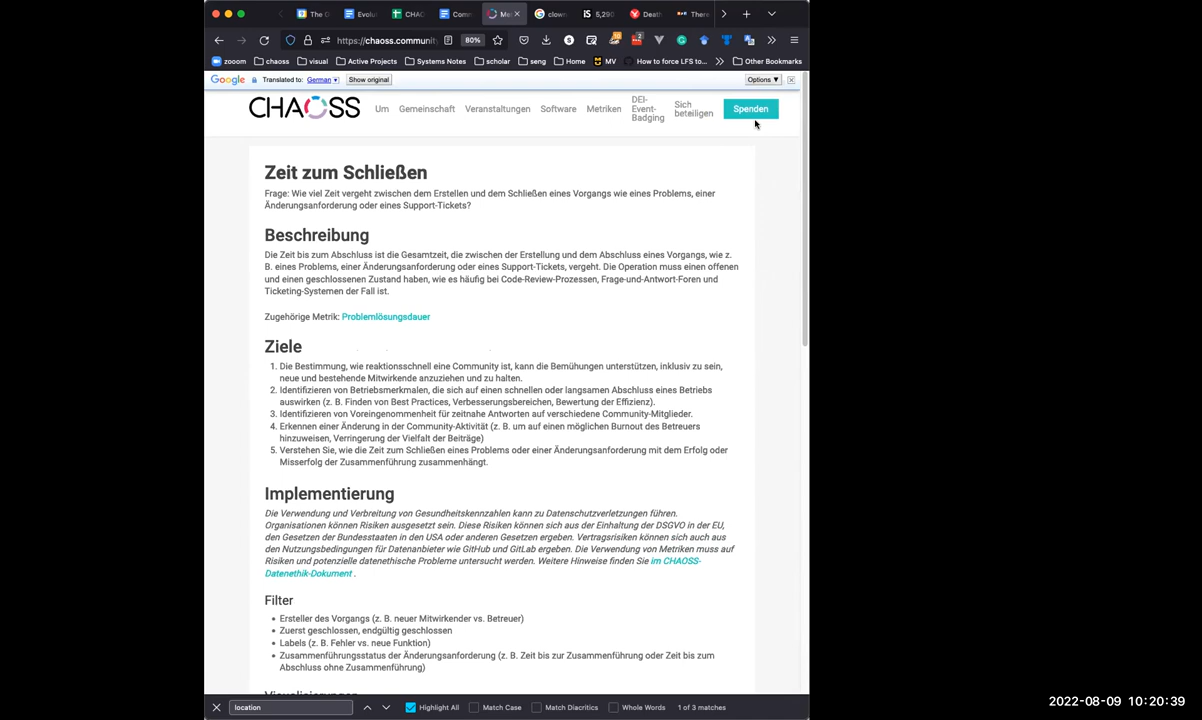 The O
Evolut
CHAO
Comm
Met
clown
5,290
Death
There
https://chaoss.communit
80%
zooom
chaoss
visual
Active Projects
Systems Notes
scholar
seng
Home
MV
How to force LFS to...
Other Bookmarks
Google Translated to: German Show original Options
CHAOSS
Um
Gemeinschaft
Veranstaltungen
Software
Metriken
DEI-
Event-
Badging
Sich
beteiligen
Spenden
Zeit zum Schließen
Frage: Wie viel Zeit vergeht zwischen dem Erstellen und dem Schließen eines Vorgangs wie eines Problems, einer
Änderungsanforderung oder eines Support-Tickets?
Beschreibung
Die Zeit bis zum Abschluss ist die Gesamtzeit, die zwischen der Erstellung und dem Abschluss eines Vorgangs, wie z.
B. eines Problems, einer Änderungsanforderung oder eines Support-Tickets, vergeht. Die Operation muss einen offenen
und einen geschlossenen Zustand haben, wie es häufig bei Code-Review-Prozessen, Frage-und-Antwort-Foren und
Ticketing-Systemen der Fall ist.
Zugehörige Metrik: Problemlösungsdauer
Ziele
1. Die Bestimmung, wie reaktionsschnell eine Community ist, kann die Bemühungen unterstützen, inklusiv zu sein,
neue und bestehende Mitwirkende anzuziehen und zu halten.
2. Identifizieren von Betriebsmerkmalen, die sich auf einen schnellen oder langsamen Abschluss eines Betriebs
auswirken (z. B. Finden von Best Practices, Verbesserungsbereichen, Bewertung der Effizienz).
3. Identifizieren von Voreingenommenheit für zeitnahe Antworten auf verschiedene Community-Mitglieder.
4. Erkennen einer Änderung in der Community-Aktivität (z. B. um auf einen möglichen Burnout des Betreuers
hinzuweisen, Verringerung der Vielfalt der Beiträge)
5. Verstehen Sie, wie die Zeit zum Schließen eines Problems oder einer Änderungsanforderung mit dem Erfolg oder
Misserfolg der Zusammenführung zusammenhängt.
Implementierung
Die Verwendung und Verbreitung von Gesundheitskennzahlen kann zu Datenschutzverletzungen führen.
Organisationen können Risiken ausgesetzt sein. Diese Risiken können sich aus der Einhaltung der DSGVO in der EU,
den Gesetzen der Bundesstaaten in den USA oder anderen Gesetzen ergeben. Vertragsrisiken können sich auch aus
den Nutzungsbedingungen für Datenanbieter wie GitHub und GitLab ergeben. Die Verwendung von Metriken muss auf
Risiken und potenzielle datenethische Probleme untersucht werden. Weitere Hinweise finden Sie im CHAOSS-
Datenethik-Dokument .
Filter
• Ersteller des Vorgangs (z. B. neuer Mitwirkender vs. Betreuer)
• Zuerst geschlossen, endgültig geschlossen
• Labels (z. B. Fehler vs. neue Funktion)
• Zusammenführungsstatus der Änderungsanforderung (z. B. Zeit bis zur Zusammenführung oder Zeit bis zum
Abschluss ohne Zusammenführung)
Visualisierungen
location
Highlight All
Match Case
Match Diacritics
Whole Words
1 of 3 matches
2022-08-09 10:20:39